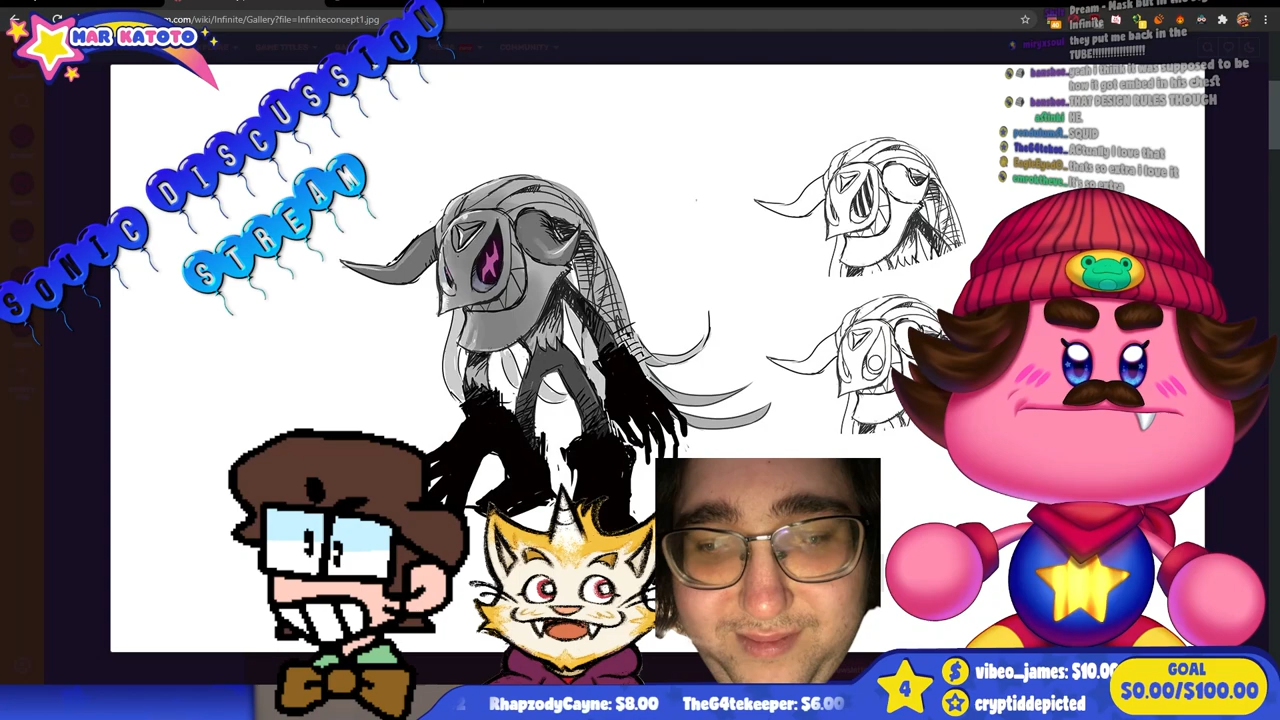 .com/wiki/Infinite/Gallery?file=Infiniteconcept1.jpg
MAR KATOTO
SONIC DISCUSSION
STREAM
COMMUNITY
Dream - Mask But in the
Infinite
they put me back in the
TUBE!!!!!!!!!!!!!!!!!
yeah i think it was supposed to be
how it got embed in his chest
THAT DESIGN RULES THOUGH
HE.
SQUID
TheG4tekee.. ACtually I love that
thats so extra i love it
It's so extra
4
vibeo_james: $10.00
cryptiddepicted
GOAL
$0.00/$100.00
RhapzodyCayne: $8.00 TheG4tekeeper: $6.00